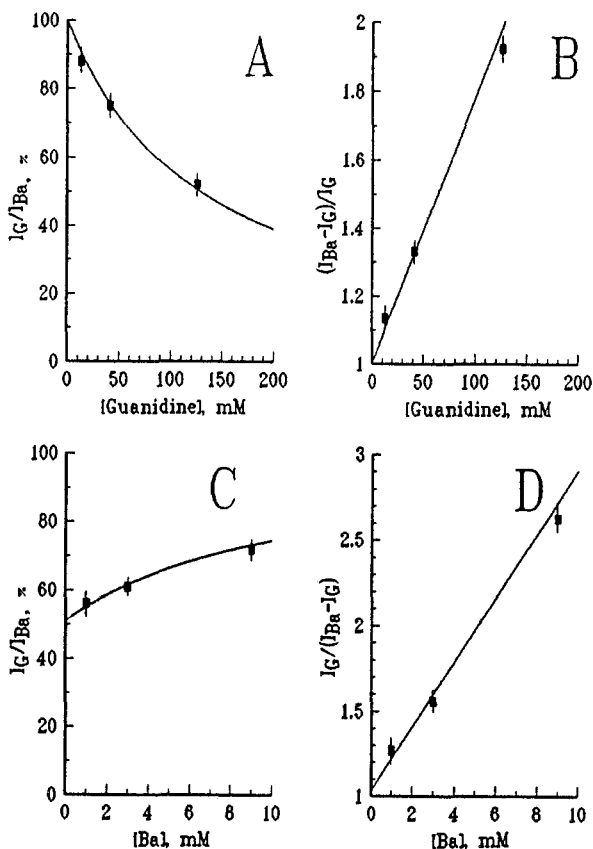 A
100
80
60
40
20
0
IG/IBa, %
0 50 100 150 200
[Guanidine], mM
B
2
1.8
1.6
1.4
1.2
1
(IBa-IG)/IG
0 50 100 150 200
[Guanidine], mM
C
100
80
60
40
20
0
IG/IBa, %
0 2 4 6 8 10
[Ba], mM
D
3
2.5
2
1.5
1
IG/(IBa-IG)
0 2 4 6 8 10
[Ba], mM